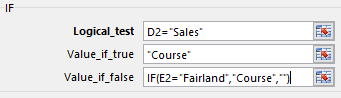 IF
Logical_test D2="Sales"
Value_if_true "Course"
Value_if_false IF(E2="Fairland","Course","")